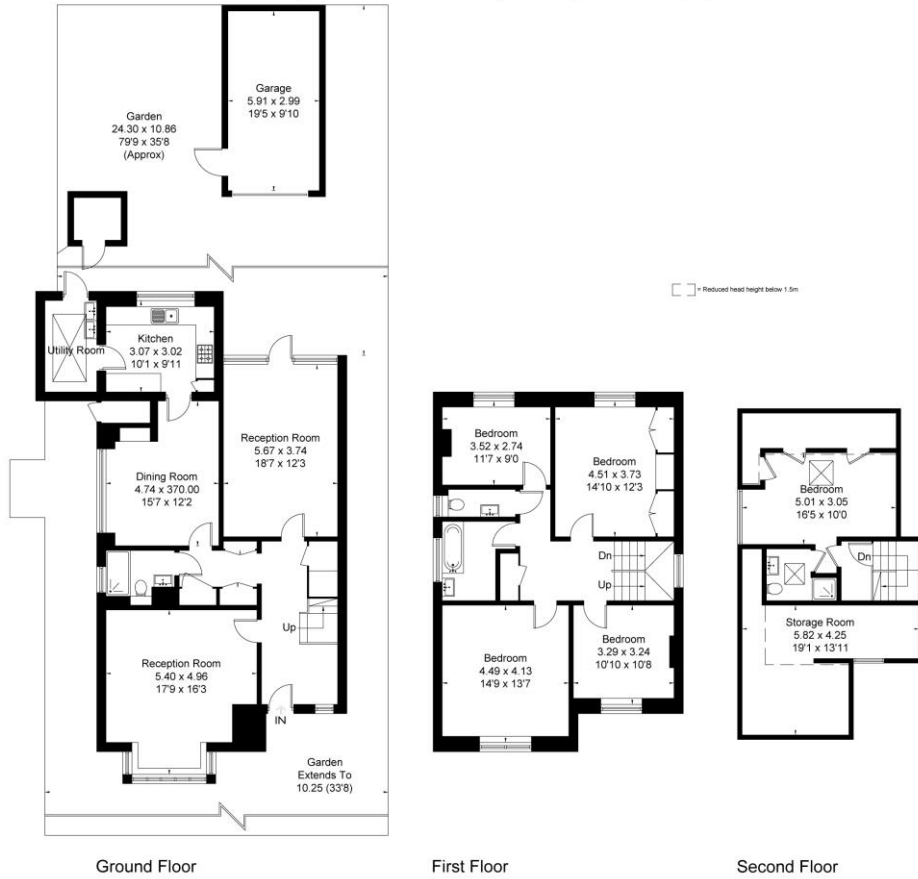 Garage
5.91 x 2.99
19'5 x 9'10
Garden
24.30 x 10.86
79'9 x 35'8
(Approx)
= Reduced head height below 1.5m
Utility Room
Kitchen
3.07 x 3.02
10'1 x 9'11
Reception Room
5.67 x 3.74
18'7 x 12'3
Dining Room
4.74 x 370.00
15'7 x 12'2
Up
Reception Room
5.40 x 4.96
17'9 x 16'3
IN
Garden
Extends To
10.25 (33'8)
Bedroom
3.52 x 2.74
11'7 x 9'0
Bedroom
4.51 x 3.73
14'10 x 12'3
Dn
Up
Bedroom
4.49 x 4.13
14'9 x 13'7
Bedroom
3.29 x 3.24
10'10 x 10'8
Bedroom
5.01 x 3.05
16'5 x 10'0
Dn
Storage Room
5.82 x 4.25
19'1 x 13'11
Ground Floor
First Floor
Second Floor